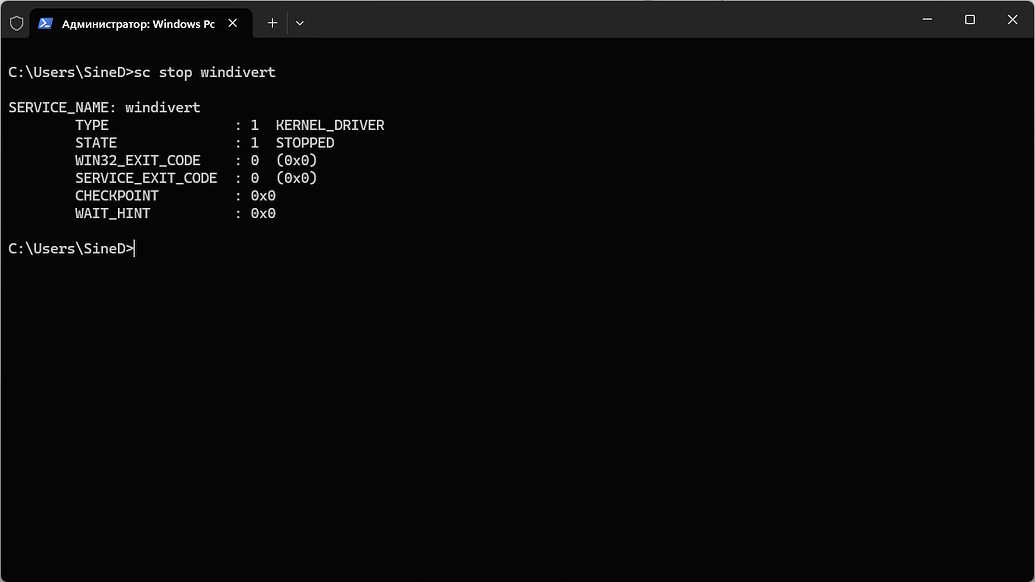 Администратор: Windows Pc
C:\Users\SineD>sc stop windivert
SERVICE_NAME: windivert
TYPE : 1 KERNEL_DRIVER
STATE : 1 STOPPED
WIN32_EXIT_CODE : 0 (0x0)
SERVICE_EXIT_CODE : 0 (0x0)
CHECKPOINT : 0x0
WAIT_HINT : 0x0
C:\Users\SineD>